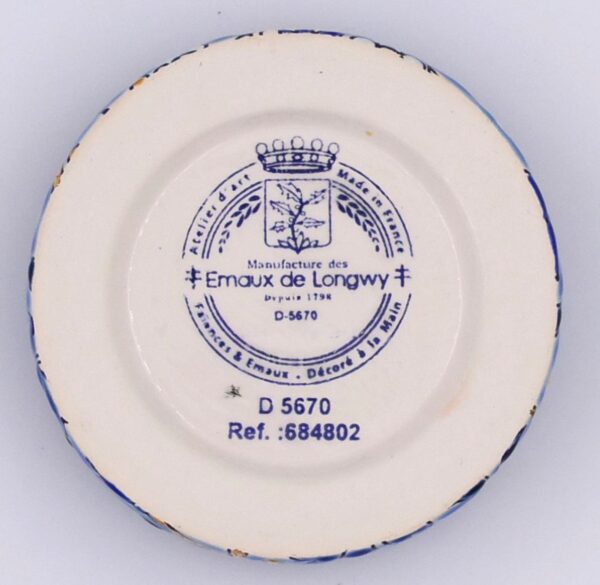 Atelier d'art
Made in France
Manufacture des
Emaux de Longwy
Depuis 1798
D-5670
Faïences & Emaux - Décoré à la Main
D 5670
Ref. :684802